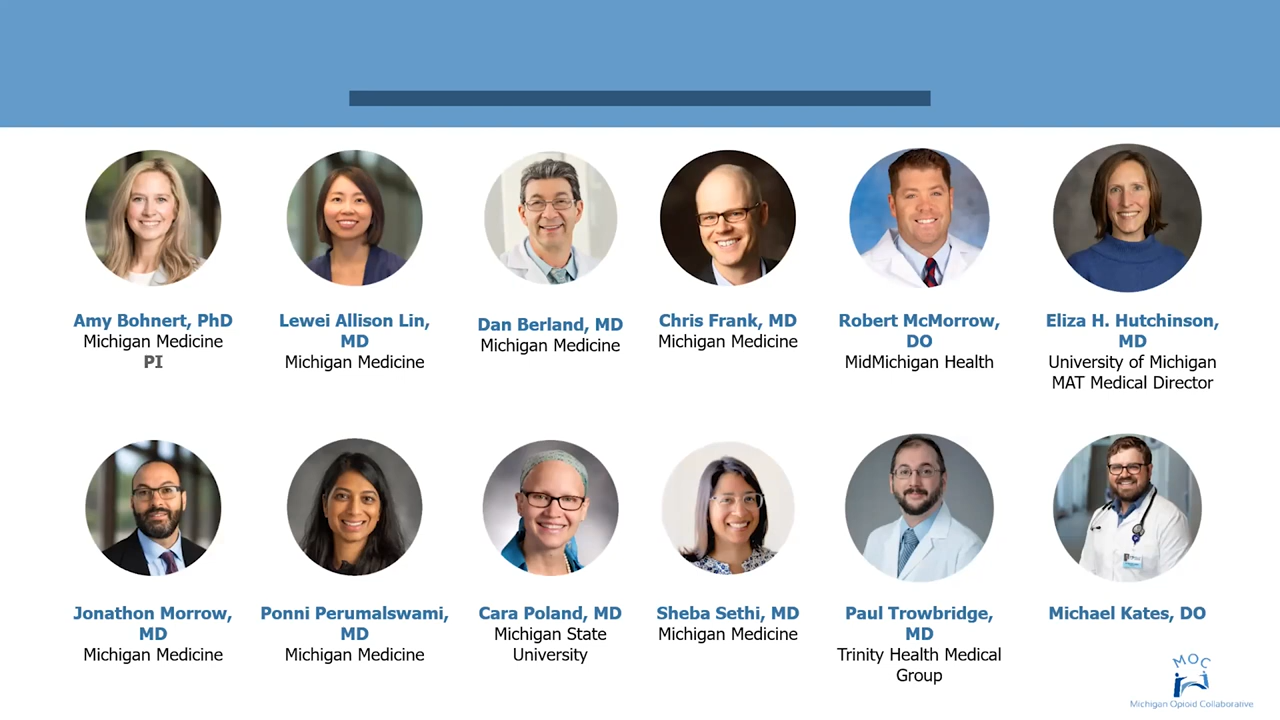 Amy Bohnert, PhD
Michigan Medicine
PI
Lewei Allison Lin,
MD
Michigan Medicine
Dan Berland, MD
Michigan Medicine
Chris Frank, MD
Michigan Medicine
Robert McMorrow,
DO
MidMichigan Health
Eliza H. Hutchinson,
MD
University of Michigan
MAT Medical Director
Jonathon Morrow,
MD
Michigan Medicine
Ponni Perumalswami,
MD
Michigan Medicine
Cara Poland, MD
Michigan State
University
Sheba Sethi, MD
Michigan Medicine
Paul Trowbridge,
MD
Trinity Health Medical
Group
Michael Kates, DO
MOC
Michigan Opioid Collaborative